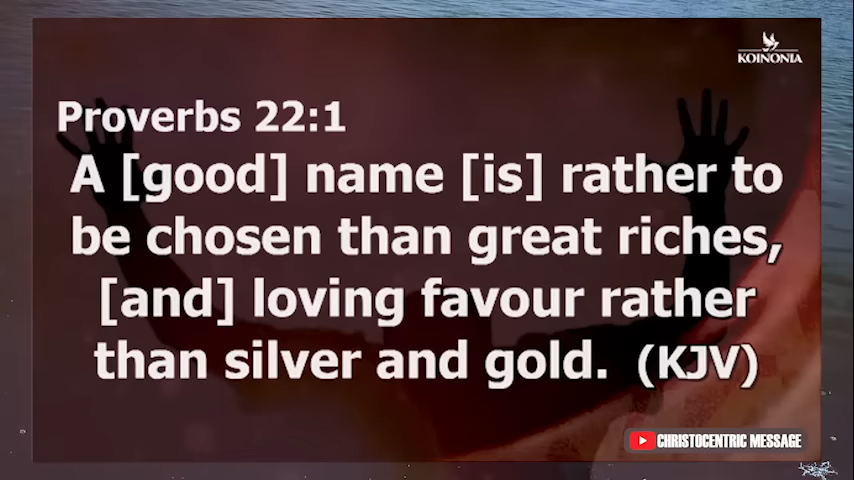 KOINONIA
Proverbs 22:1
A [good] name [is] rather to
be chosen than great riches,
[and] loving favour rather
than silver and gold. (KJV)
CHRISTOCENTRIC MESSAGE